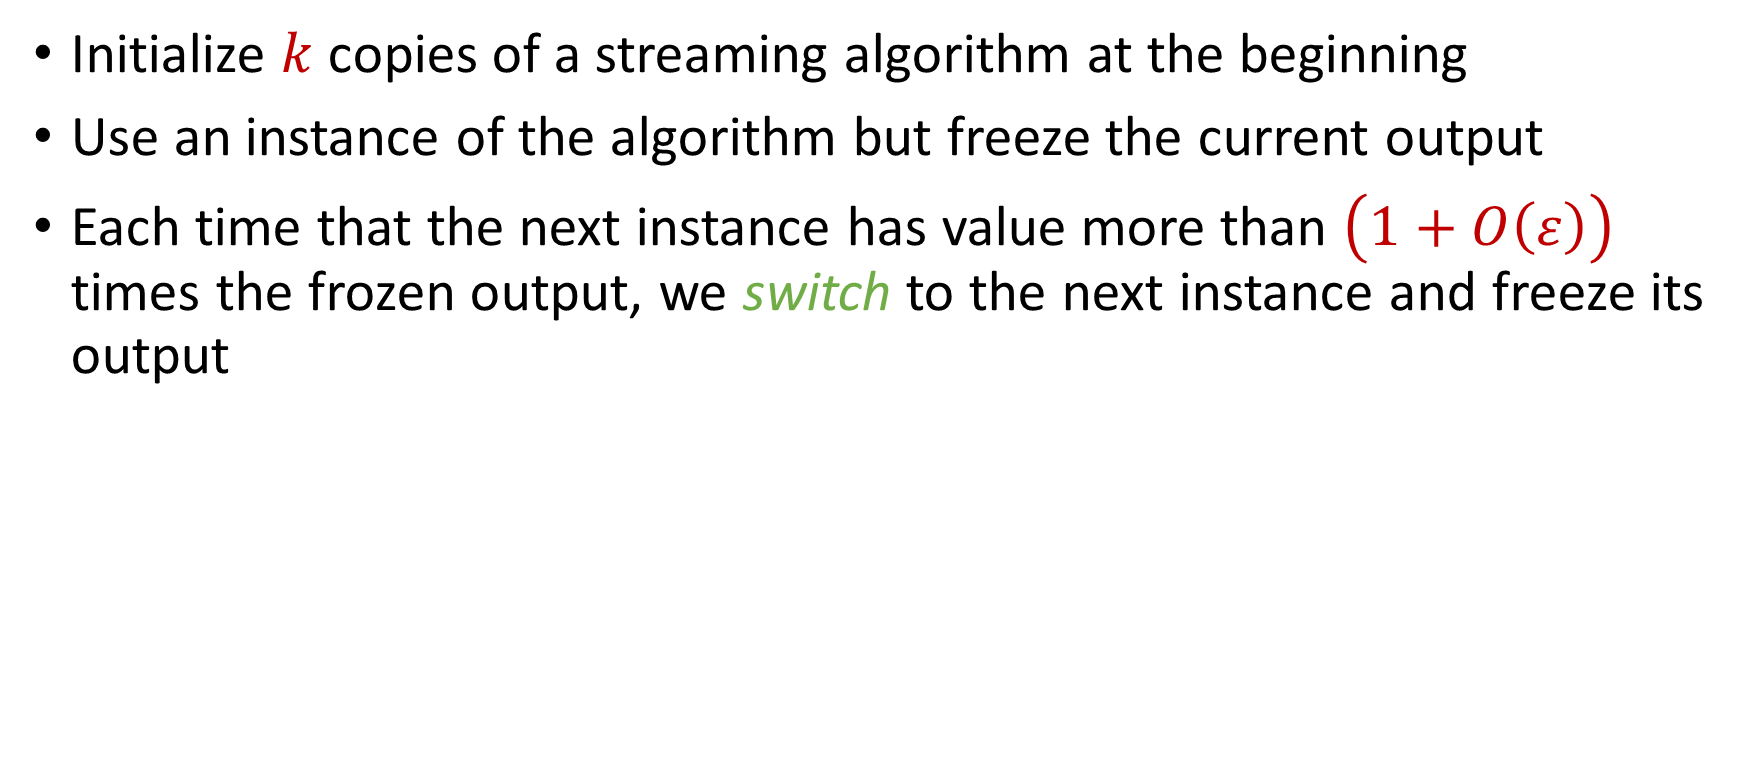 • Initialize k copies of a streaming algorithm at the beginning
• Use an instance of the algorithm but freeze the current output
• Each time that the next instance has value more than (1 + O(ε))
times the frozen output, we switch to the next instance and freeze its
output